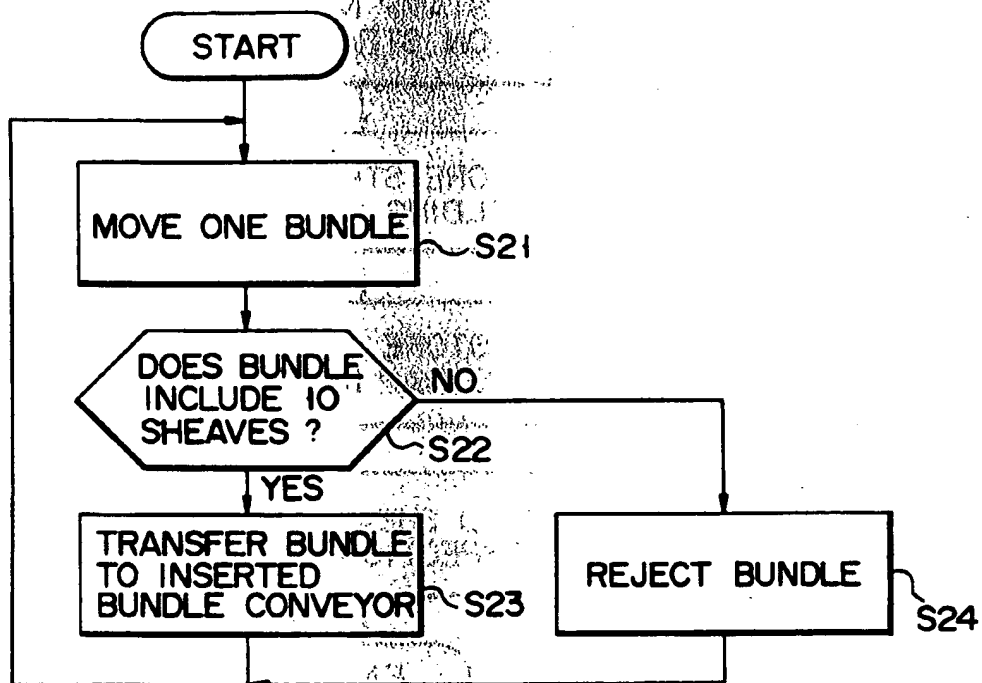 START
MOVE ONE BUNDLE
S21
DOES BUNDLE
INCLUDE 10
SHEAVES ?
NO
S22
YES
TRANSFER BUNDLE
TO INSERTED
BUNDLE CONVEYOR
S23
REJECT BUNDLE
S24